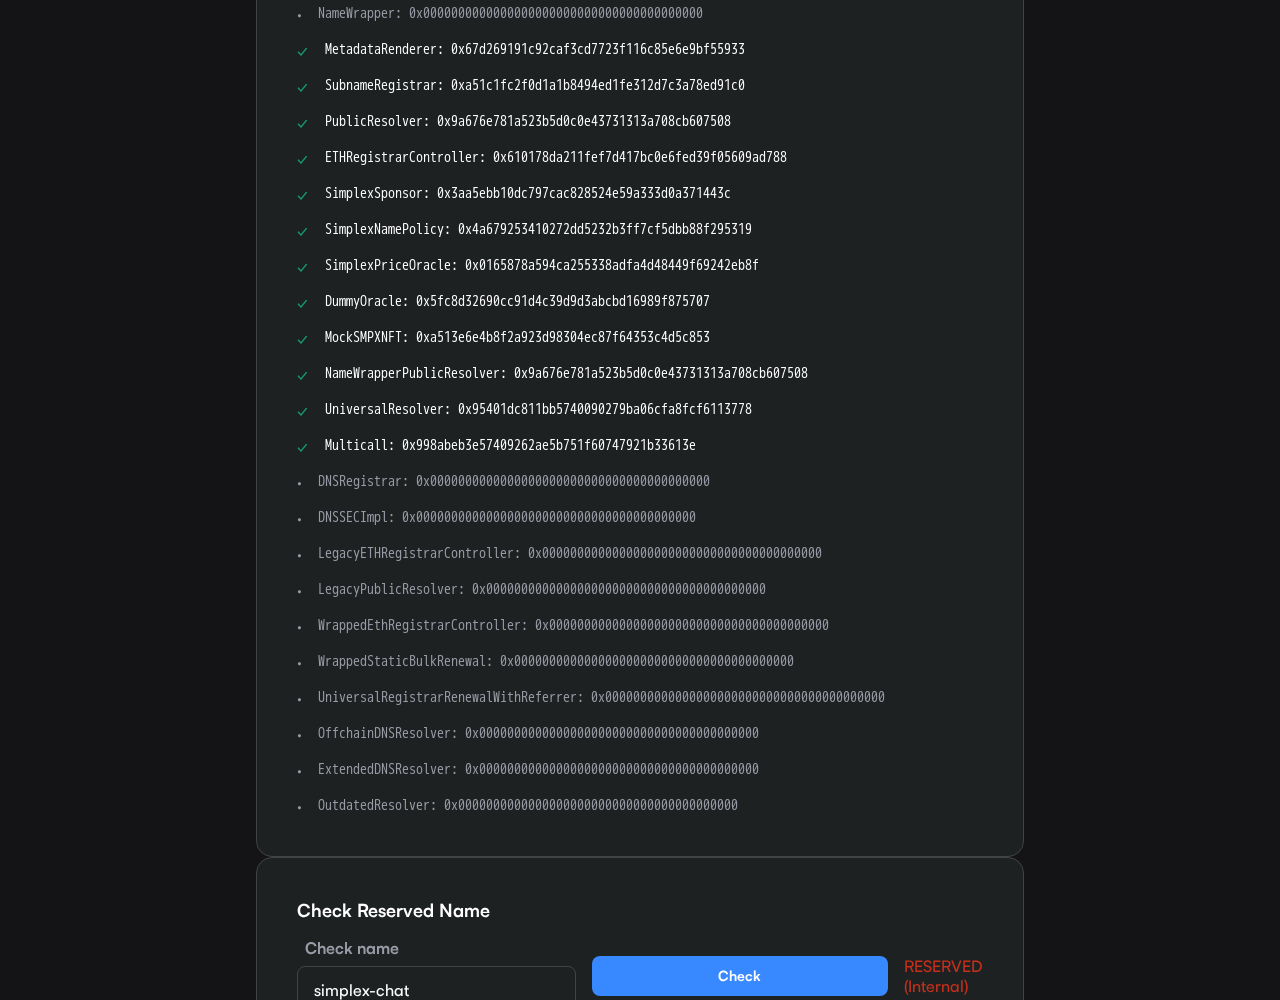 • NameWrapper: 0x0000000000000000000000000000000000000000
✓ MetadataRenderer: 0x67d269191c92caf3cd7723f116c85e6e9bf55933
✓ SubnameRegistrar: 0xa51c1fc2f0d1a1b8494ed1fe312d7c3a78ed91c0
✓ PublicResolver: 0x9a676e781a523b5d0c0e43731313a708cb607508
✓ ETHRegistrarController: 0x610178da211fef7d417bc0e6fed39f05609ad788
✓ SimplexSponsor: 0x3aa5ebb10dc797cac828524e59a333d0a371443c
✓ SimplexNamePolicy: 0x4a679253410272dd5232b3ff7cf5dbb88f295319
✓ SimplexPriceOracle: 0x0165878a594ca255338adfa4d48449f69242eb8f
✓ DummyOracle: 0x5fc8d32690cc91d4c39d9d3abcbd16989f875707
✓ MockSMPXNFT: 0xa513e6e4b8f2a923d98304ec87f64353c4d5c853
✓ NameWrapperPublicResolver: 0x9a676e781a523b5d0c0e43731313a708cb607508
✓ UniversalResolver: 0x95401dc811bb5740090279ba06cfa8fcf6113778
✓ Multicall: 0x998abeb3e57409262ae5b751f60747921b33613e
• DNSRegistrar: 0x0000000000000000000000000000000000000000
• DNSSECImpl: 0x0000000000000000000000000000000000000000
• LegacyETHRegistrarController: 0x0000000000000000000000000000000000000000
• LegacyPublicResolver: 0x0000000000000000000000000000000000000000
• WrappedEthRegistrarController: 0x0000000000000000000000000000000000000000
• WrappedStaticBulkRenewal: 0x0000000000000000000000000000000000000000
• UniversalRegistrarRenewalWithReferrer: 0x0000000000000000000000000000000000000000
• OffchainDNSResolver: 0x0000000000000000000000000000000000000000
• ExtendedDNSResolver: 0x0000000000000000000000000000000000000000
• OutdatedResolver: 0x0000000000000000000000000000000000000000
Check Reserved Name
Check name
simplex-chat
Check
RESERVED
(Internal)